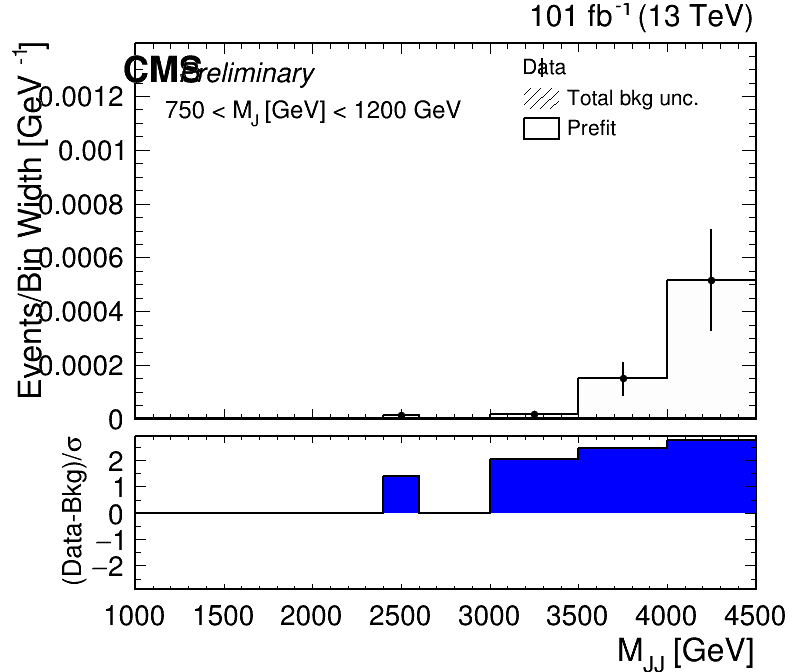 101 fb⁻¹ (13 TeV)
CMS Preliminary
750 < M_J [GeV] < 1200 GeV
Data
Total bkg unc.
Prefit
Events/Bin Width [GeV⁻¹]
0.0012
0.001
0.0008
0.0006
0.0004
0.0002
0
(Data-Bkg)/σ
2
1
0
−1
−2
1000 1500 2000 2500 3000 3500 4000 4500
M_JJ [GeV]